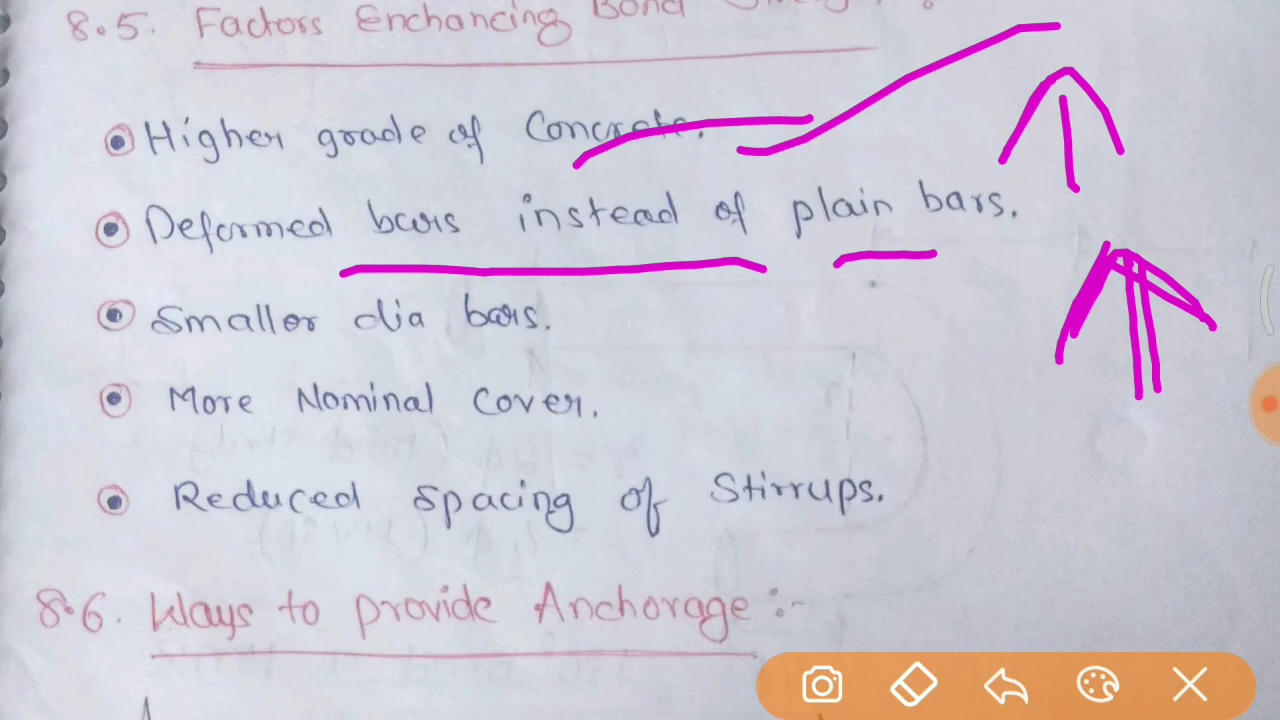 8.5. Factors Enchancing Bond
Higher grade of Concrete.
Deformed bars instead of plain bars.
Smaller dia bars.
More Nominal Cover.
Reduced spacing of Stirrups.
8.6. Ways to provide Anchorage :-